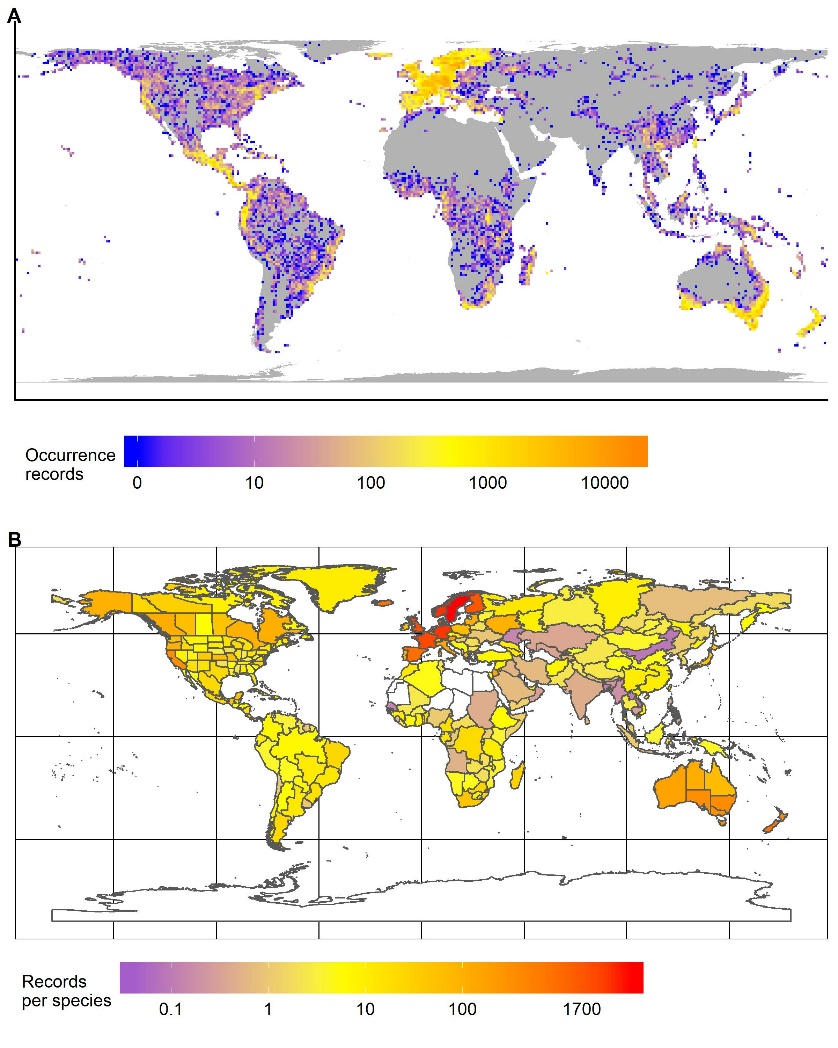 A
Occurrence
records
0 10 100 1000 10000
B
Records
per species
0.1 1 10 100 1700